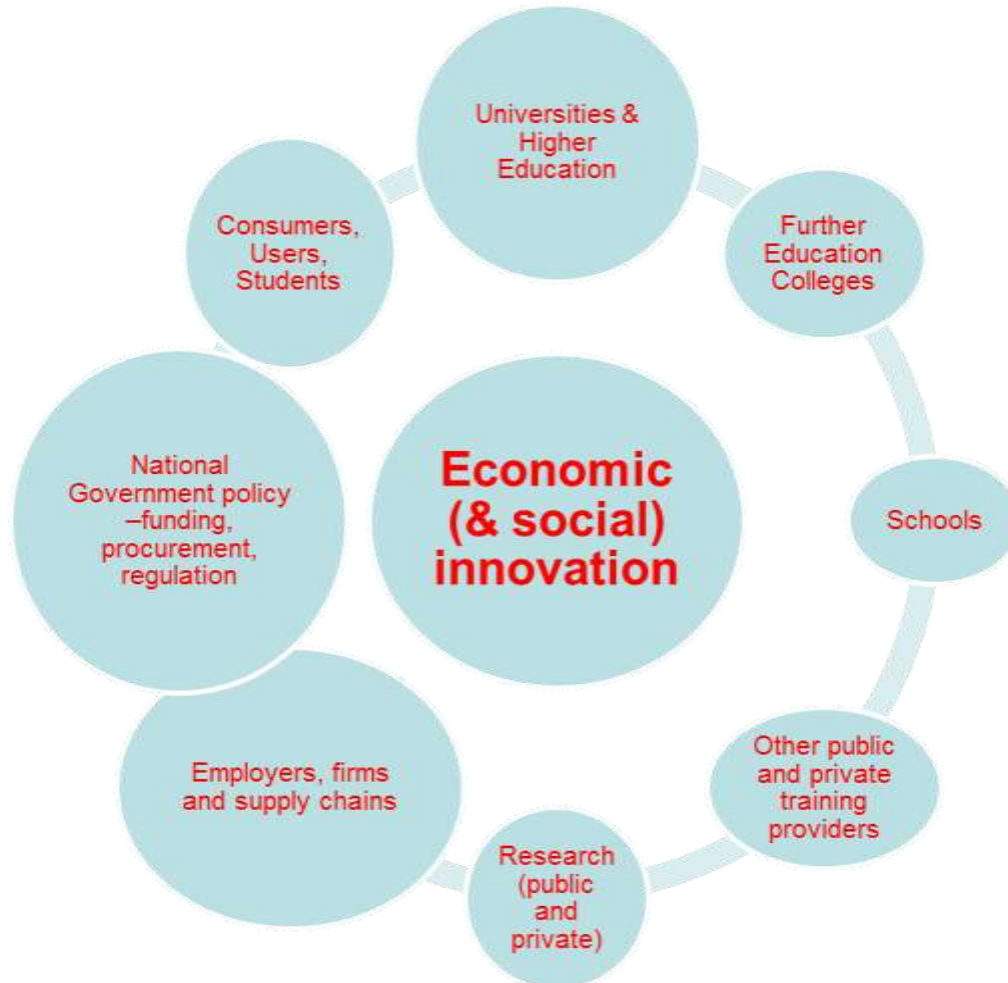 Universities &
Higher
Education
Further
Education
Colleges
Schools
Other public
and private
training
providers
Research
(public
and
private)
Employers, firms
and supply chains
National
Government policy
–funding,
procurement,
regulation
Consumers,
Users,
Students
Economic
(& social)
innovation